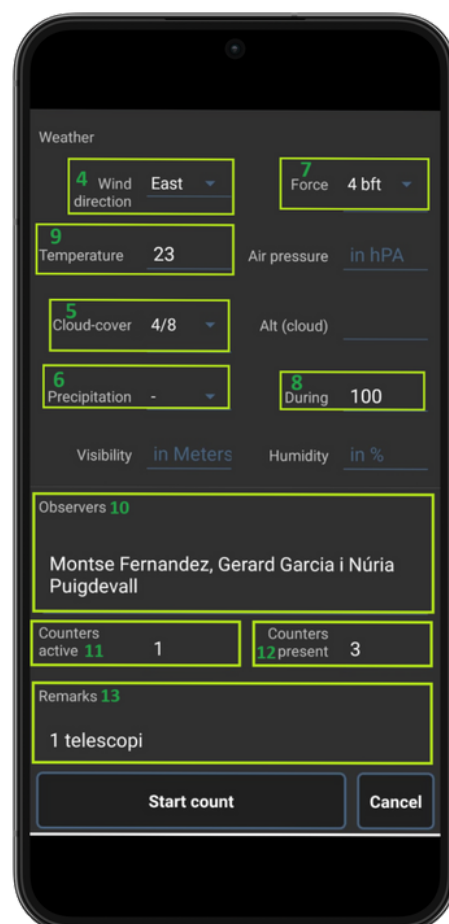 Weather
4 Wind direction East
7 Force 4 bft
9
Temperature 23
Air pressure in hPA
5
Cloud-cover 4/8
Alt (cloud)
6
Precipitation -
8
During 100
Visibility in Meters
Humidity in %
Observers 10
Montse Fernandez, Gerard Garcia i Núria
Puigdevall
Counters
active 11 1
Counters
12 present 3
Remarks 13
1 telescopi
Start count
Cancel